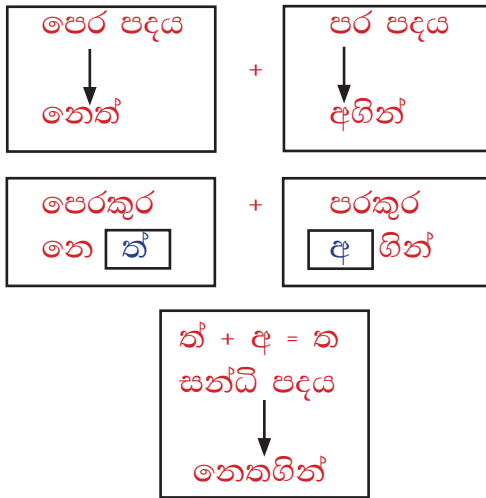 පෙර පදය + පර පදය
නෙත් අගින්
පෙරකුර + පරකුර
නෙ ත් අ ගින්
ත් + අ = ත
සන්ධි පදය
නෙතගින්